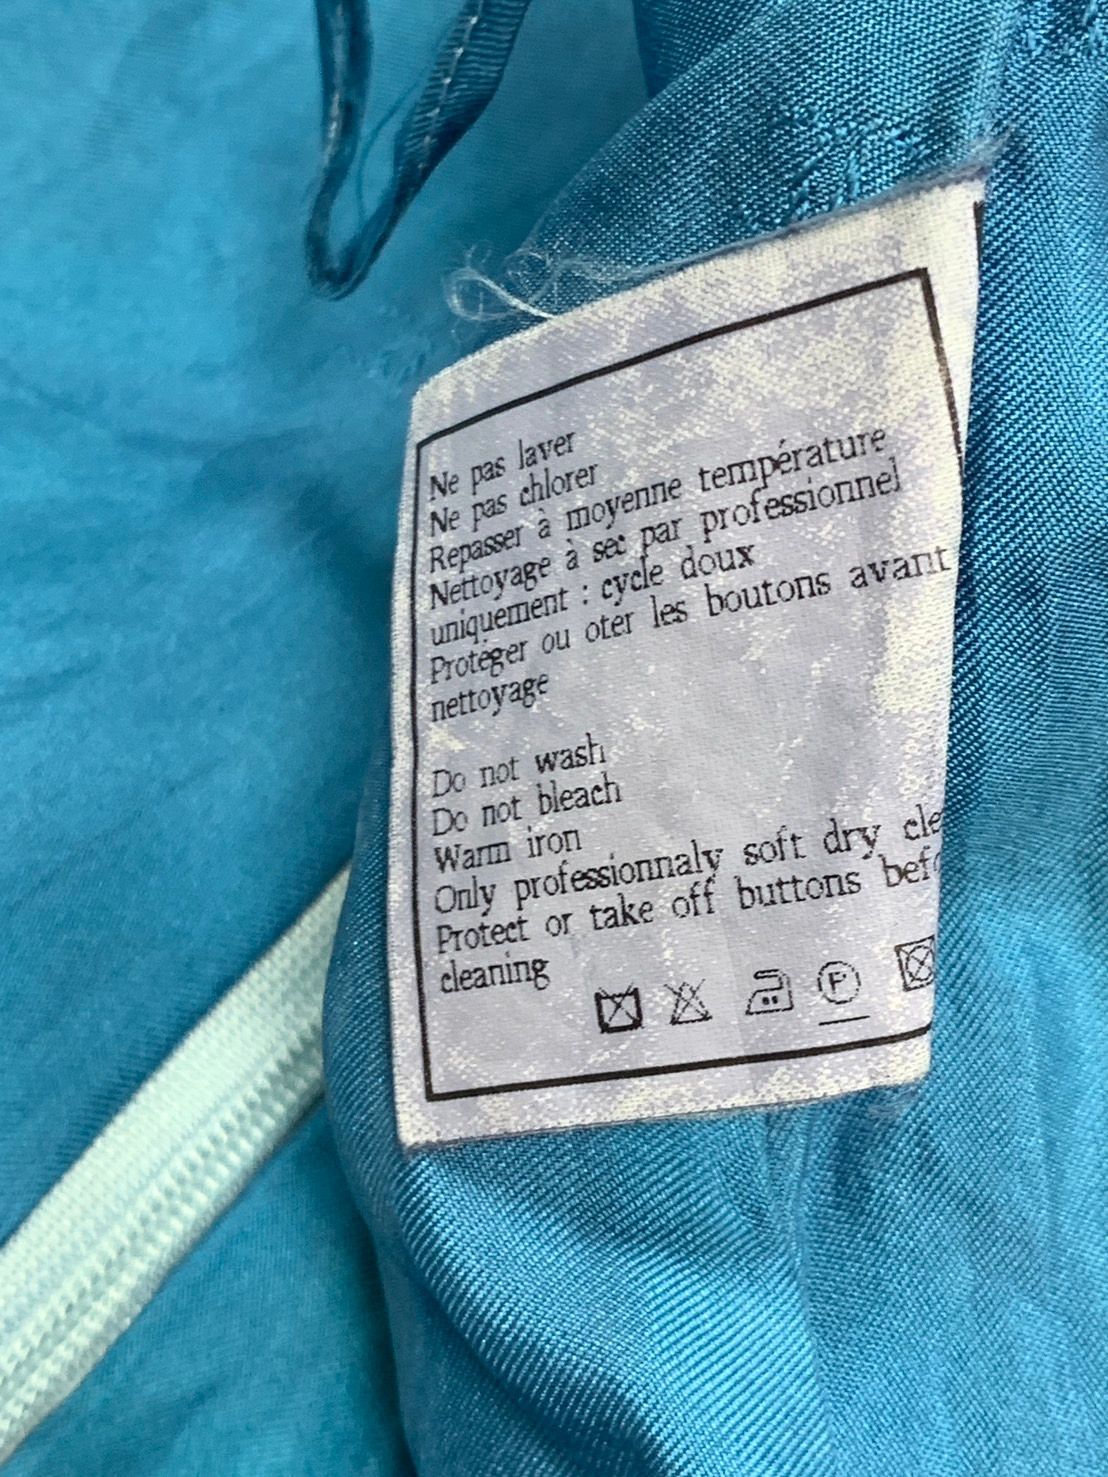 Ne pas laver
Ne pas chlorer
Repasser à moyenne température
Nettoyage à sec par professionnel
uniquement : cycle doux
Protéger ou oter les boutons avant
nettoyage
Do not wash
Do not bleach
Warm iron
Only professionnaly soft dry
Protect or take off buttons
cleaning
P